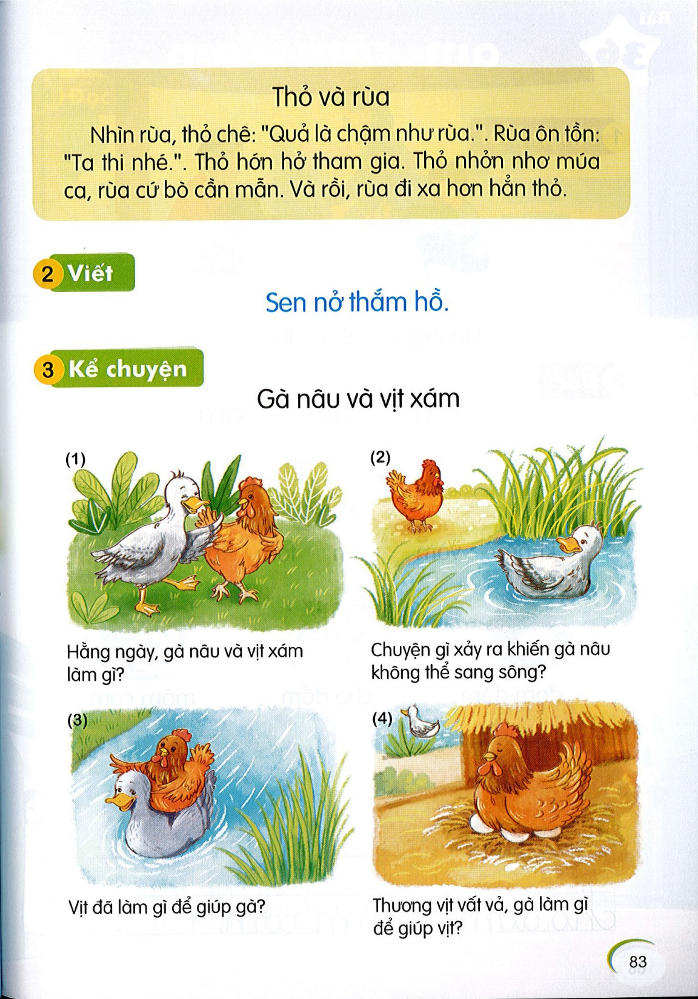 Thỏ và rùa
Nhìn rùa, thỏ chê: "Quả là chậm như rùa.". Rùa ôn tồn:
"Ta thi nhé.". Thỏ hớn hở tham gia. Thỏ nhởn nhơ múa
ca, rùa cứ bò cần mẫn. Và rồi, rùa đi xa hơn hẳn thỏ.
2 Viết
Sen nở thắm hồ.
3 Kể chuyện
Gà nâu và vịt xám
(1)
(2)
Hằng ngày, gà nâu và vịt xám
làm gì?
Chuyện gì xảy ra khiến gà nâu
không thể sang sông?
(3)
(4)
Vịt đã làm gì để giúp gà?
Thương vịt vất vả, gà làm gì
để giúp vịt?
83